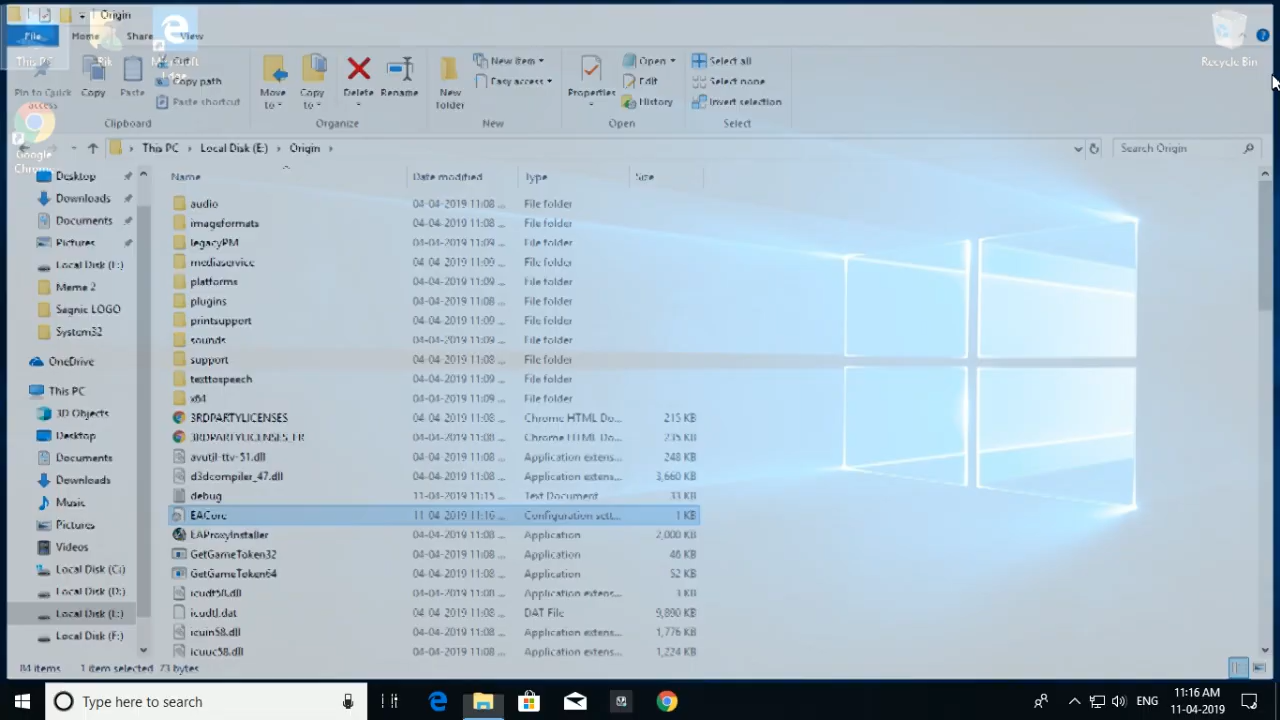 Origin
File Home Share View
This PC
Rik
Microsoft Edge
Recycle Bin
Google Chrome
Pin to Quick access
Copy
Paste
Cut
Copy path
Paste shortcut
Clipboard
Move to
Copy to
Delete
Rename
Organize
New folder
New item
Easy access
New
Properties
Open
Edit
History
Open
Select all
Select none
Invert selection
Select
This PC Local Disk (E:) Origin
Search Origin
Name Date modified Type Size
Desktop
Downloads
Documents
Pictures
Local Disk (E:)
Meme 2
Sagnic LOGO
System32
OneDrive
This PC
3D Objects
Desktop
Documents
Downloads
Music
Pictures
Videos
Local Disk (C:)
Local Disk (D:)
Local Disk (E:)
Local Disk (F:)
audio 04-04-2019 11:08 ... File folder
imageformats 04-04-2019 11:08 ... File folder
legacyPM 04-04-2019 11:09 ... File folder
mediaservice 04-04-2019 11:09 ... File folder
platforms 04-04-2019 11:09 ... File folder
plugins 04-04-2019 11:08 ... File folder
printsupport 04-04-2019 11:09 ... File folder
sounds 04-04-2019 11:09 ... File folder
support 04-04-2019 11:08 ... File folder
texttospeech 04-04-2019 11:09 ... File folder
x64 04-04-2019 11:09 ... File folder
3RDPARTYLICENSES 04-04-2019 11:08 ... Chrome HTML Do... 215 KB
3RDPARTYLICENSES_FR 04-04-2019 11:08 ... Chrome HTML Do... 235 KB
avutil-ttv-51.dll 04-04-2019 11:08 ... Application extens... 248 KB
d3dcompiler_47.dll 04-04-2019 11:08 ... Application extens... 3,660 KB
debug 11-04-2019 11:15 ... Text Document 33 KB
EACore 11-04-2019 11:16 ... Configuration sett... 1 KB
EAProxyInstaller 04-04-2019 11:08 ... Application 2,000 KB
GetGameToken32 04-04-2019 11:08 ... Application 46 KB
GetGameToken64 04-04-2019 11:08 ... Application 52 KB
icudt58.dll 04-04-2019 11:08 ... Application extens... 3 KB
icudtl.dat 04-04-2019 11:08 ... DAT File 9,890 KB
icuin58.dll 04-04-2019 11:08 ... Application extens... 1,776 KB
icuuc58.dll 04-04-2019 11:08 ... Application extens... 1,224 KB
84 items 1 item selected 73 bytes
Type here to search
ENG
11:16 AM
11-04-2019